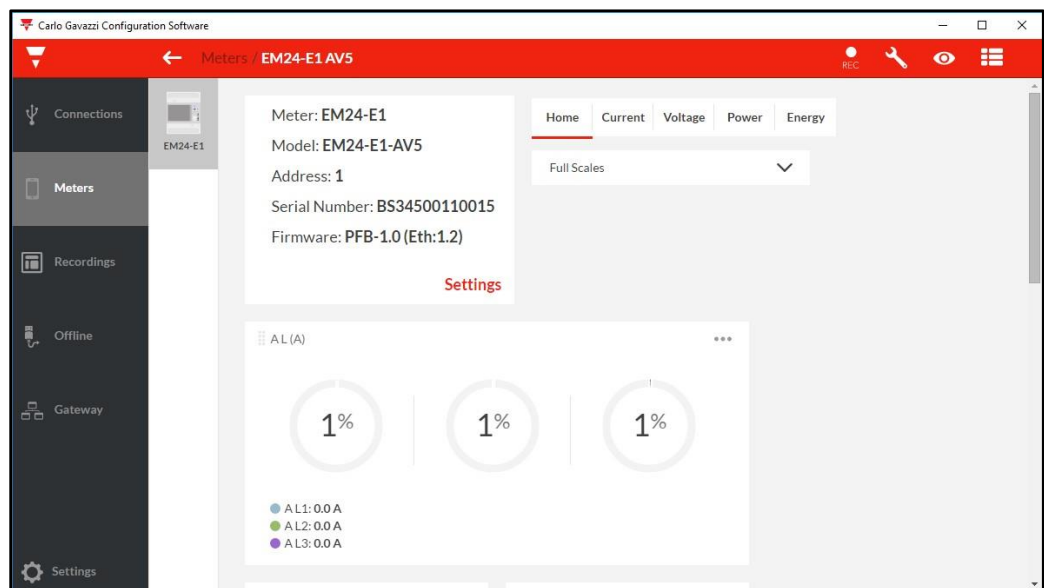 Carlo Gavazzi Configuration Software
Meters / EM24-E1 AV5
REC
Connections
Meters
Recordings
Offline
Gateway
Settings
EM24-E1
Meter: EM24-E1
Model: EM24-E1-AV5
Address: 1
Serial Number: BS34500110015
Firmware: PFB-1.0 (Eth:1.2)
Settings
Home Current Voltage Power Energy
Full Scales
A L (A)
1% 1% 1%
A L1: 0.0 A
A L2: 0.0 A
A L3: 0.0 A